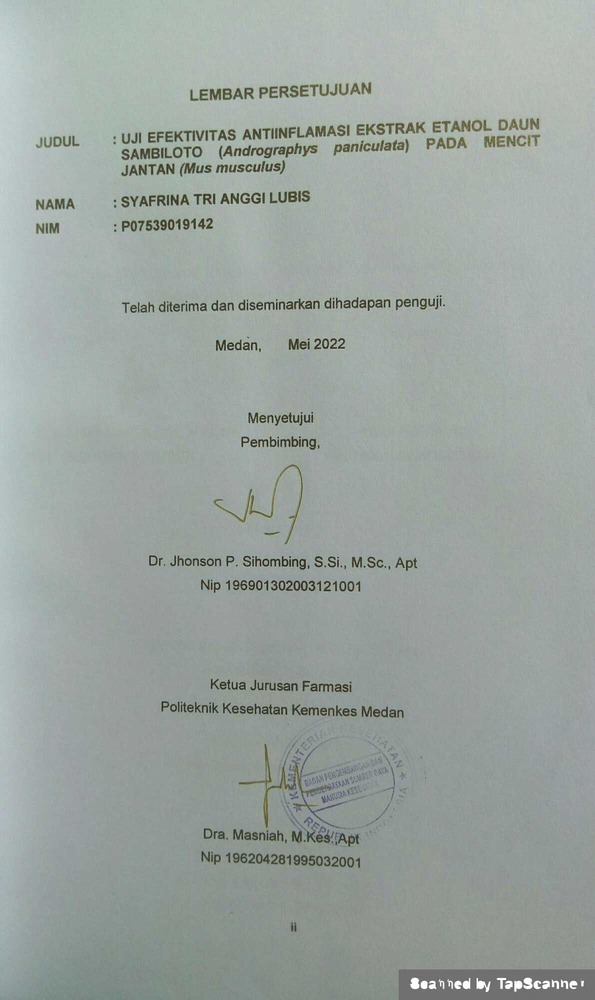 LEMBAR PERSETUJUAN
JUDUL : UJI EFEKTIVITAS ANTIINFLAMASI EKSTRAK ETANOL DAUN
SAMBILOTO (Andrographys paniculata) PADA MENCIT
JANTAN (Mus musculus)
NAMA : SYAFRINA TRI ANGGI LUBIS
NIM : P07539019142
Telah diterima dan diseminarkan dihadapan penguji.
Medan, Mei 2022
Menyetujui
Pembimbing,
Dr. Jhonson P. Sihombing, S.Si., M.Sc., Apt
Nip 196901302003121001
Ketua Jurusan Farmasi
Politeknik Kesehatan Kemenkes Medan
KEMENTERIAN KESEHATAN
BADAN PENGEMBANGAN DAN
PEMBERDAYAAN SUMBER DAYA
MANUSIA KESEHATAN
REPUBLIK INDONESIA
Dra. Masniah, M.Kes.,Apt
Nip 196204281995032001
ii
Scanned by TapScanner